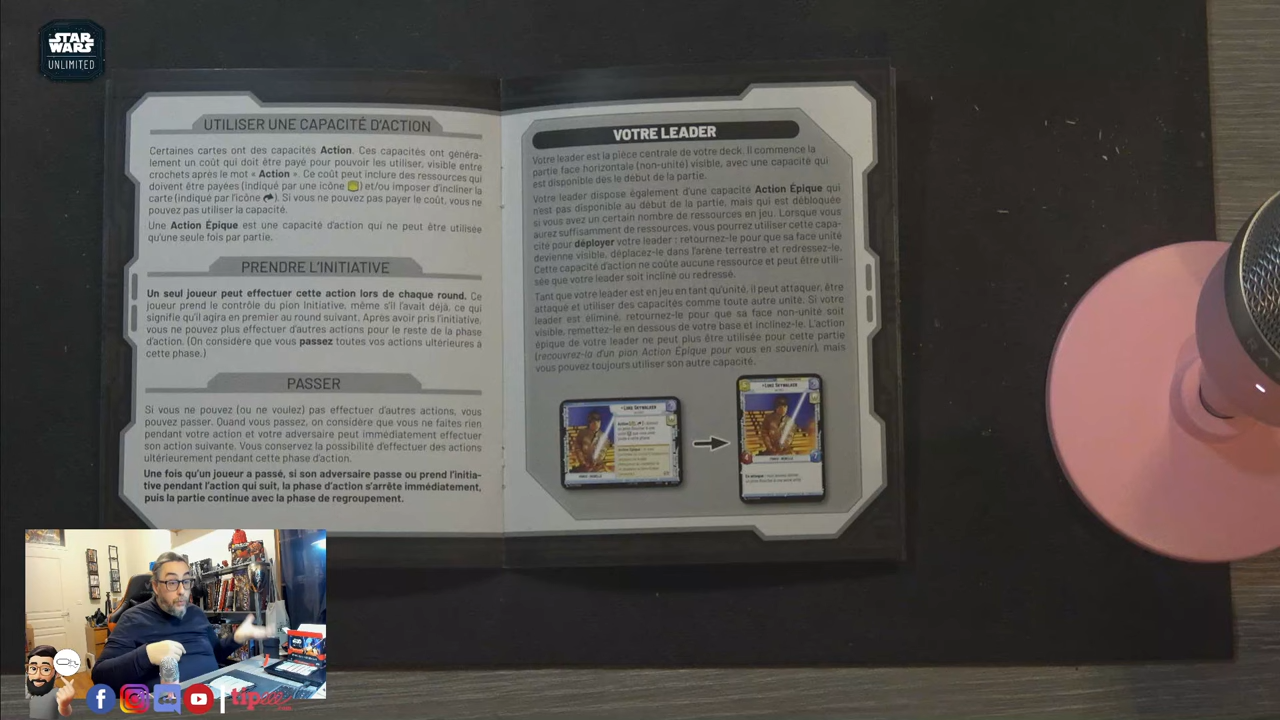 STAR
WARS
UNLIMITED
UTILISER UNE CAPACITÉ D'ACTION
Certaines cartes ont des capacités Action. Ces capacités ont généra-
lement un coût qui doit être payé pour pouvoir les utiliser, visible entre
crochets après le mot « Action ». Ce coût peut inclure des ressources qui
doivent être payées (indiqué par une icône ) et/ou imposer d'incliner la
carte (indiqué par l'icône ). Si vous ne pouvez pas payer le coût, vous ne
pouvez pas utiliser la capacité.
Une Action Épique est une capacité d'action qui ne peut être utilisée
qu'une seule fois par partie.
PRENDRE L'INITIATIVE
Un seul joueur peut effectuer cette action lors de chaque round. Ce
joueur prend le contrôle du pion Initiative, même s'il l'avait déjà, ce qui
signifie qu'il agira en premier au round suivant. Après avoir pris l'initiative,
vous ne pouvez plus effectuer d'autres actions pour le reste de la phase
d'action. (On considère que vous passez toutes vos actions ultérieures à
cette phase.)
PASSER
Si vous ne pouvez (ou ne voulez) pas effectuer d'autres actions, vous
pouvez passer. Quand vous passez, on considère que vous ne faites rien
pendant votre action et votre adversaire peut immédiatement effectuer
son action suivante. Vous conservez la possibilité d'effectuer des actions
ultérieurement pendant cette phase d'action.
Une fois qu'un joueur a passé, si son adversaire passe ou prend l'initia-
tive pendant l'action qui suit, la phase d'action s'arrête immédiatement,
puis la partie continue avec la phase de regroupement.
VOTRE LEADER
Votre leader est la pièce centrale de votre deck. Il commence la
partie face horizontale (non-unité) visible, avec une capacité qui
est disponible dès le début de la partie.
Votre leader dispose également d'une capacité Action Épique qui
n'est pas disponible au début de la partie, mais qui est débloquée
si vous avez un certain nombre de ressources en jeu. Lorsque vous
aurez suffisamment de ressources, vous pourrez utiliser cette capa-
cité pour déployer votre leader : retournez-le pour que sa face unité
devienne visible, déplacez-le dans l'arène terrestre et redressez-le.
Cette capacité d'action ne coûte aucune ressource et peut être utili-
sée que votre leader soit incliné ou redressé.
Tant que votre leader est en jeu en tant qu'unité, il peut attaquer, être
attaqué et utiliser des capacités comme toute autre unité. Si votre
leader est éliminé, retournez-le pour que sa face non-unité soit
visible, remettez-le en dessous de votre base et inclinez-le. L'action
épique de votre leader ne peut plus être utilisée pour cette partie
(recouvrez-la d'un pion Action Épique pour vous en souvenir), mais
vous pouvez toujours utiliser son autre capacité.
LUKE SKYWALKER
LUKE SKYWALKER
tipeee